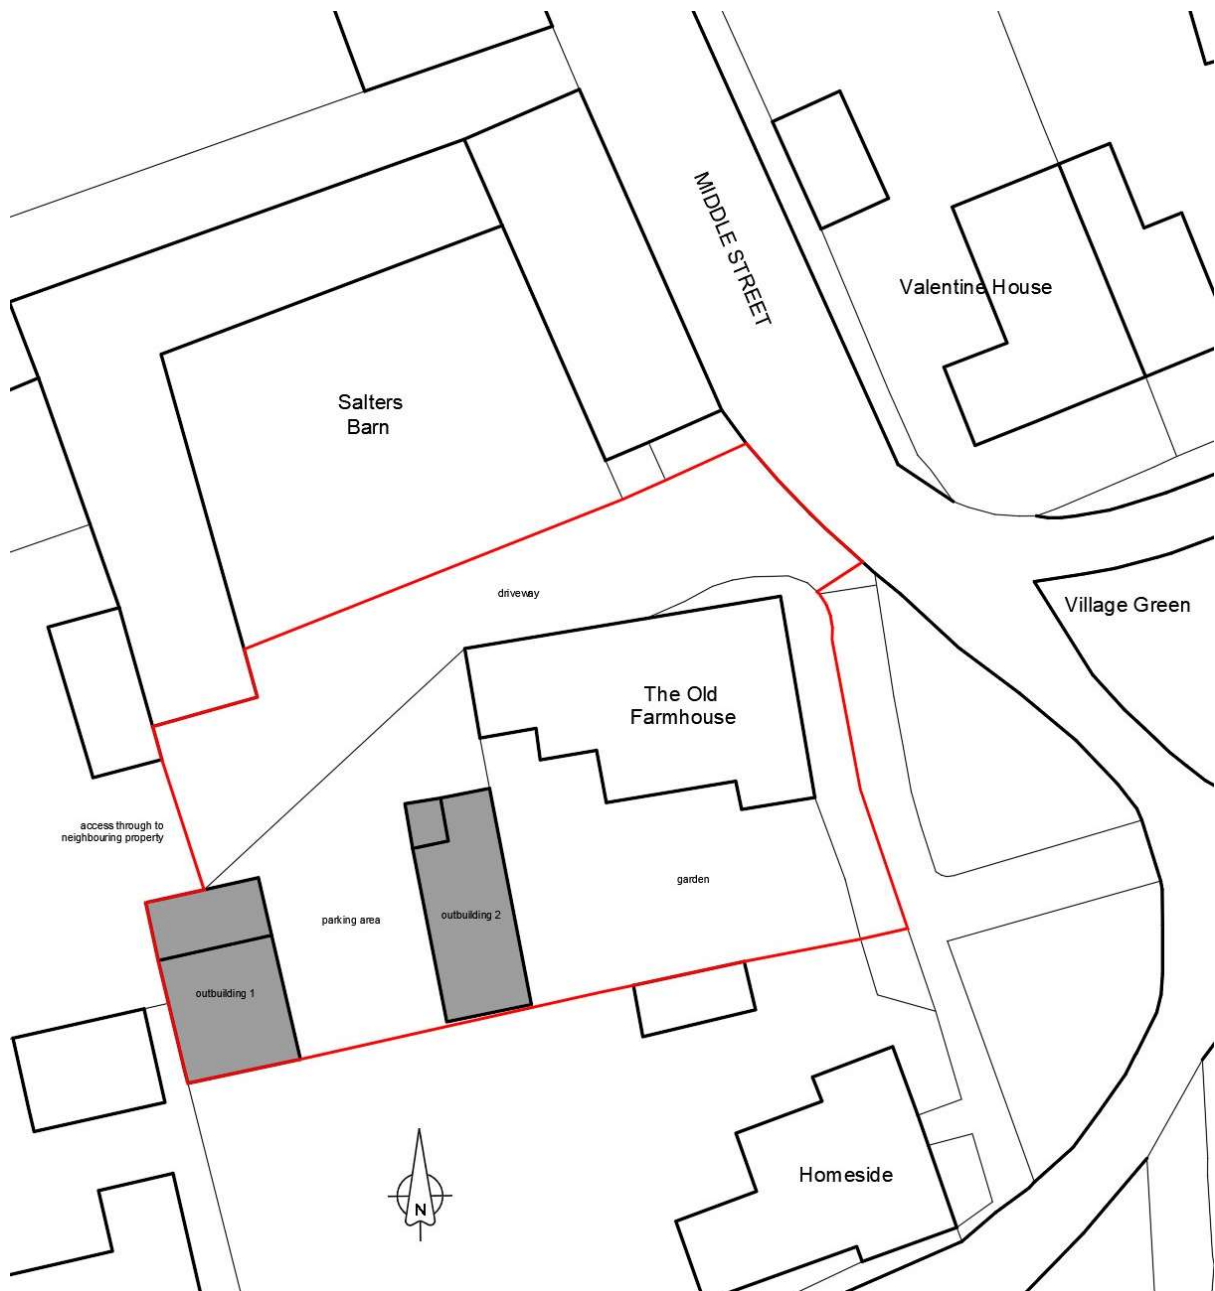 MIDDLE STREET
Valentine House
Salters
Barn
driveway
Village Green
The Old
Farmhouse
access through to
neighbouring property
garden
parking area
outbuilding 2
outbuilding 1
Homeside
N